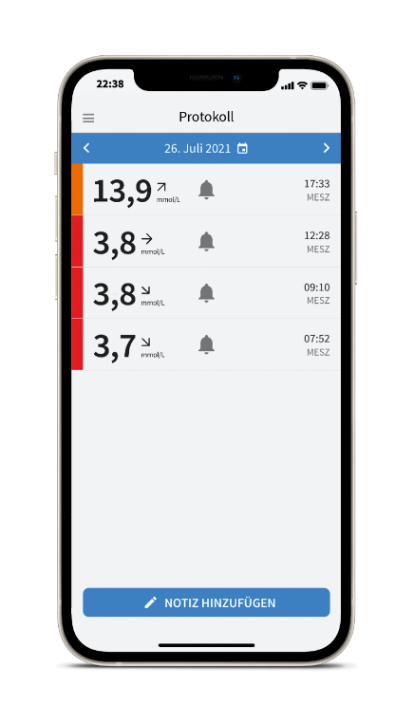 22:38
Protokoll
26. Juli 2021
13,9 mmol/L 17:33
MESZ
3,8 mmol/L 12:28
MESZ
3,8 mmol/L 09:10
MESZ
3,7 mmol/L 07:52
MESZ
NOTIZ HINZUFÜGEN